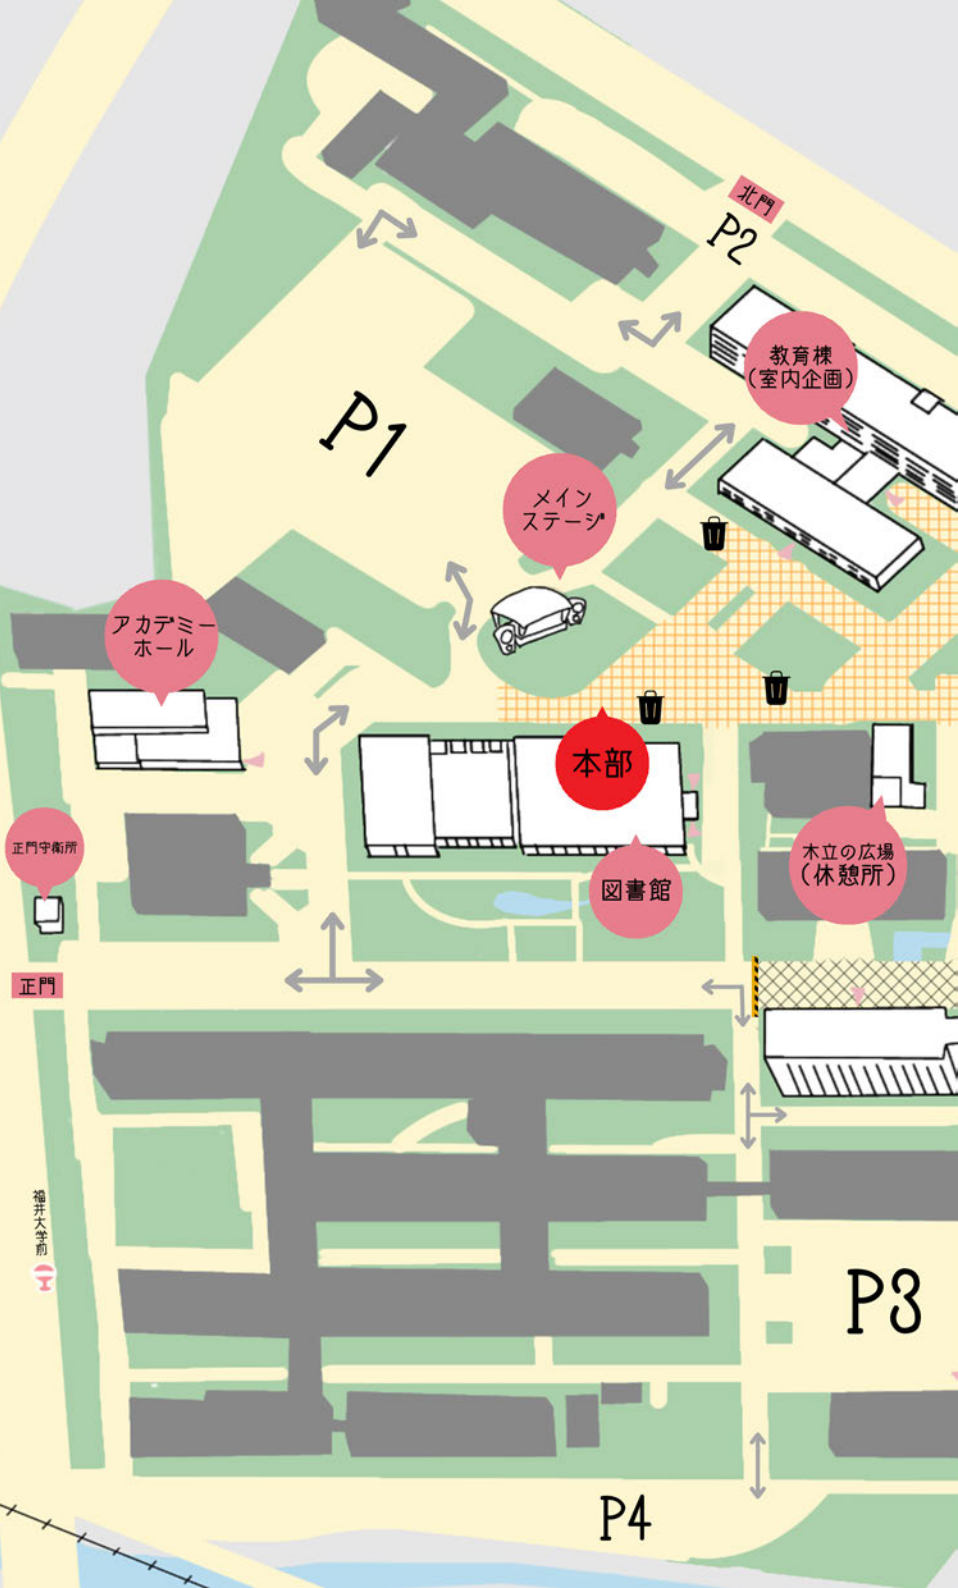 北門
P2
教育棟
（室内企画）
P1
メイン
ステージ
アカデミー
ホール
本部
正門守衛所
木立の広場
（休憩所）
図書館
正門
福井大学前
P3
P4